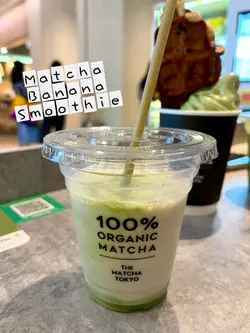 Matcha
Banana
Smoothie
100%
ORGANIC
MATCHA
THE
MATCHA
TOKYO